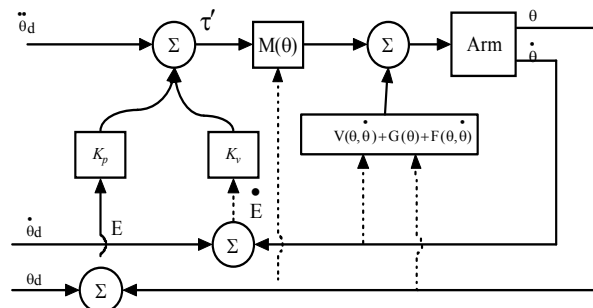 θ̈d
Σ
τ′
M(θ)
Σ
Arm
θ
θ̇
Kp
Kv
V(θ,θ̇)+G(θ)+F(θ,θ̇)
E
Ė
θ̇d
Σ
θd
Σ